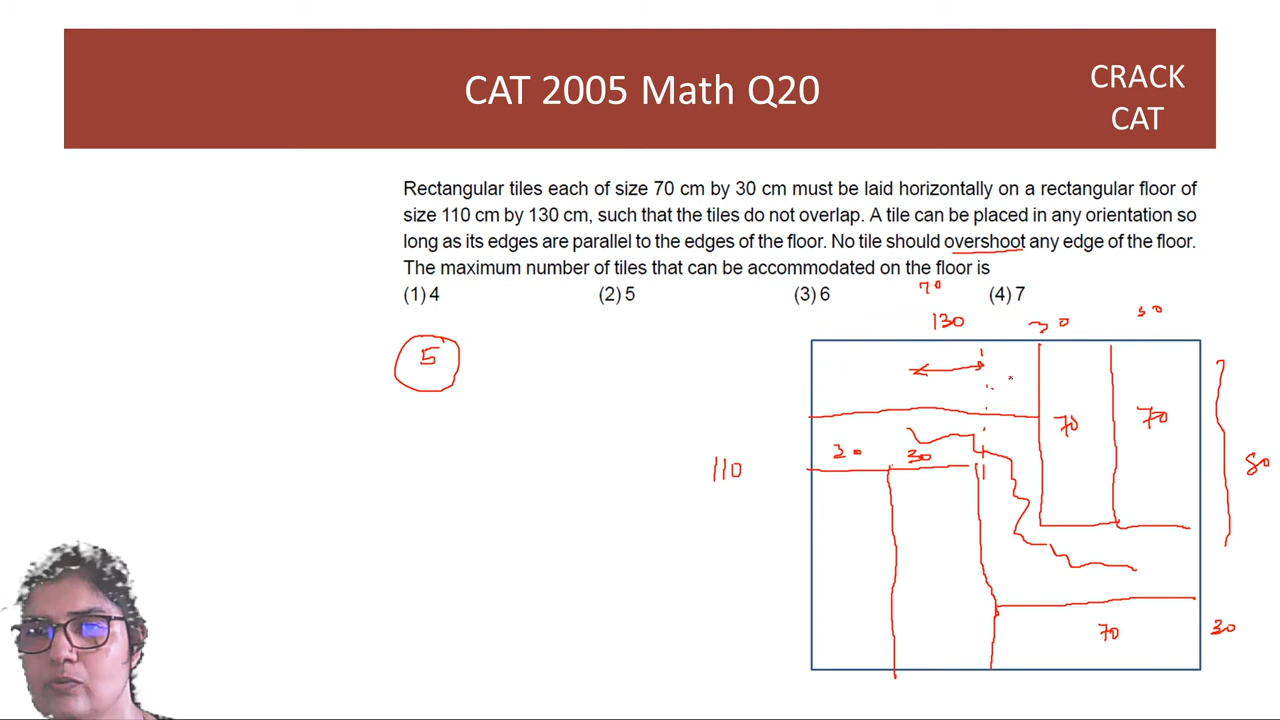 CAT 2005 Math Q20
CRACK
CAT
Rectangular tiles each of size 70 cm by 30 cm must be laid horizontally on a rectangular floor of
size 110 cm by 130 cm, such that the tiles do not overlap. A tile can be placed in any orientation so
long as its edges are parallel to the edges of the floor. No tile should overshoot any edge of the floor.
The maximum number of tiles that can be accommodated on the floor is
(1) 4 (2) 5 (3) 6 (4) 7
70
130 30 30
5
70 70
30 30
110
80
70 30